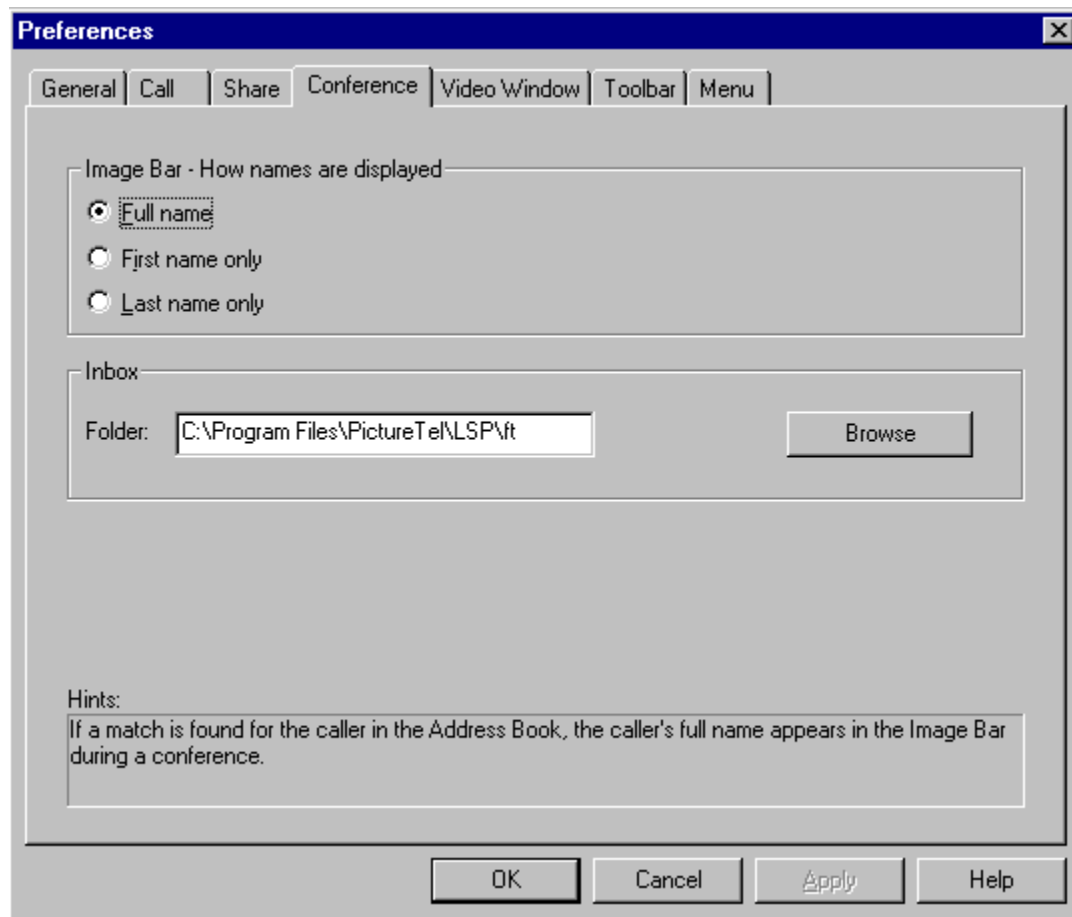 Preferences
General Call Share Conference Video Window Toolbar Menu
Image Bar - How names are displayed
Full name
First name only
Last name only
Inbox
Folder: C:\Program Files\PictureTel\LSP\ft Browse
Hints:
If a match is found for the caller in the Address Book, the caller's full name appears in the Image Bar
during a conference.
OK Cancel Apply Help